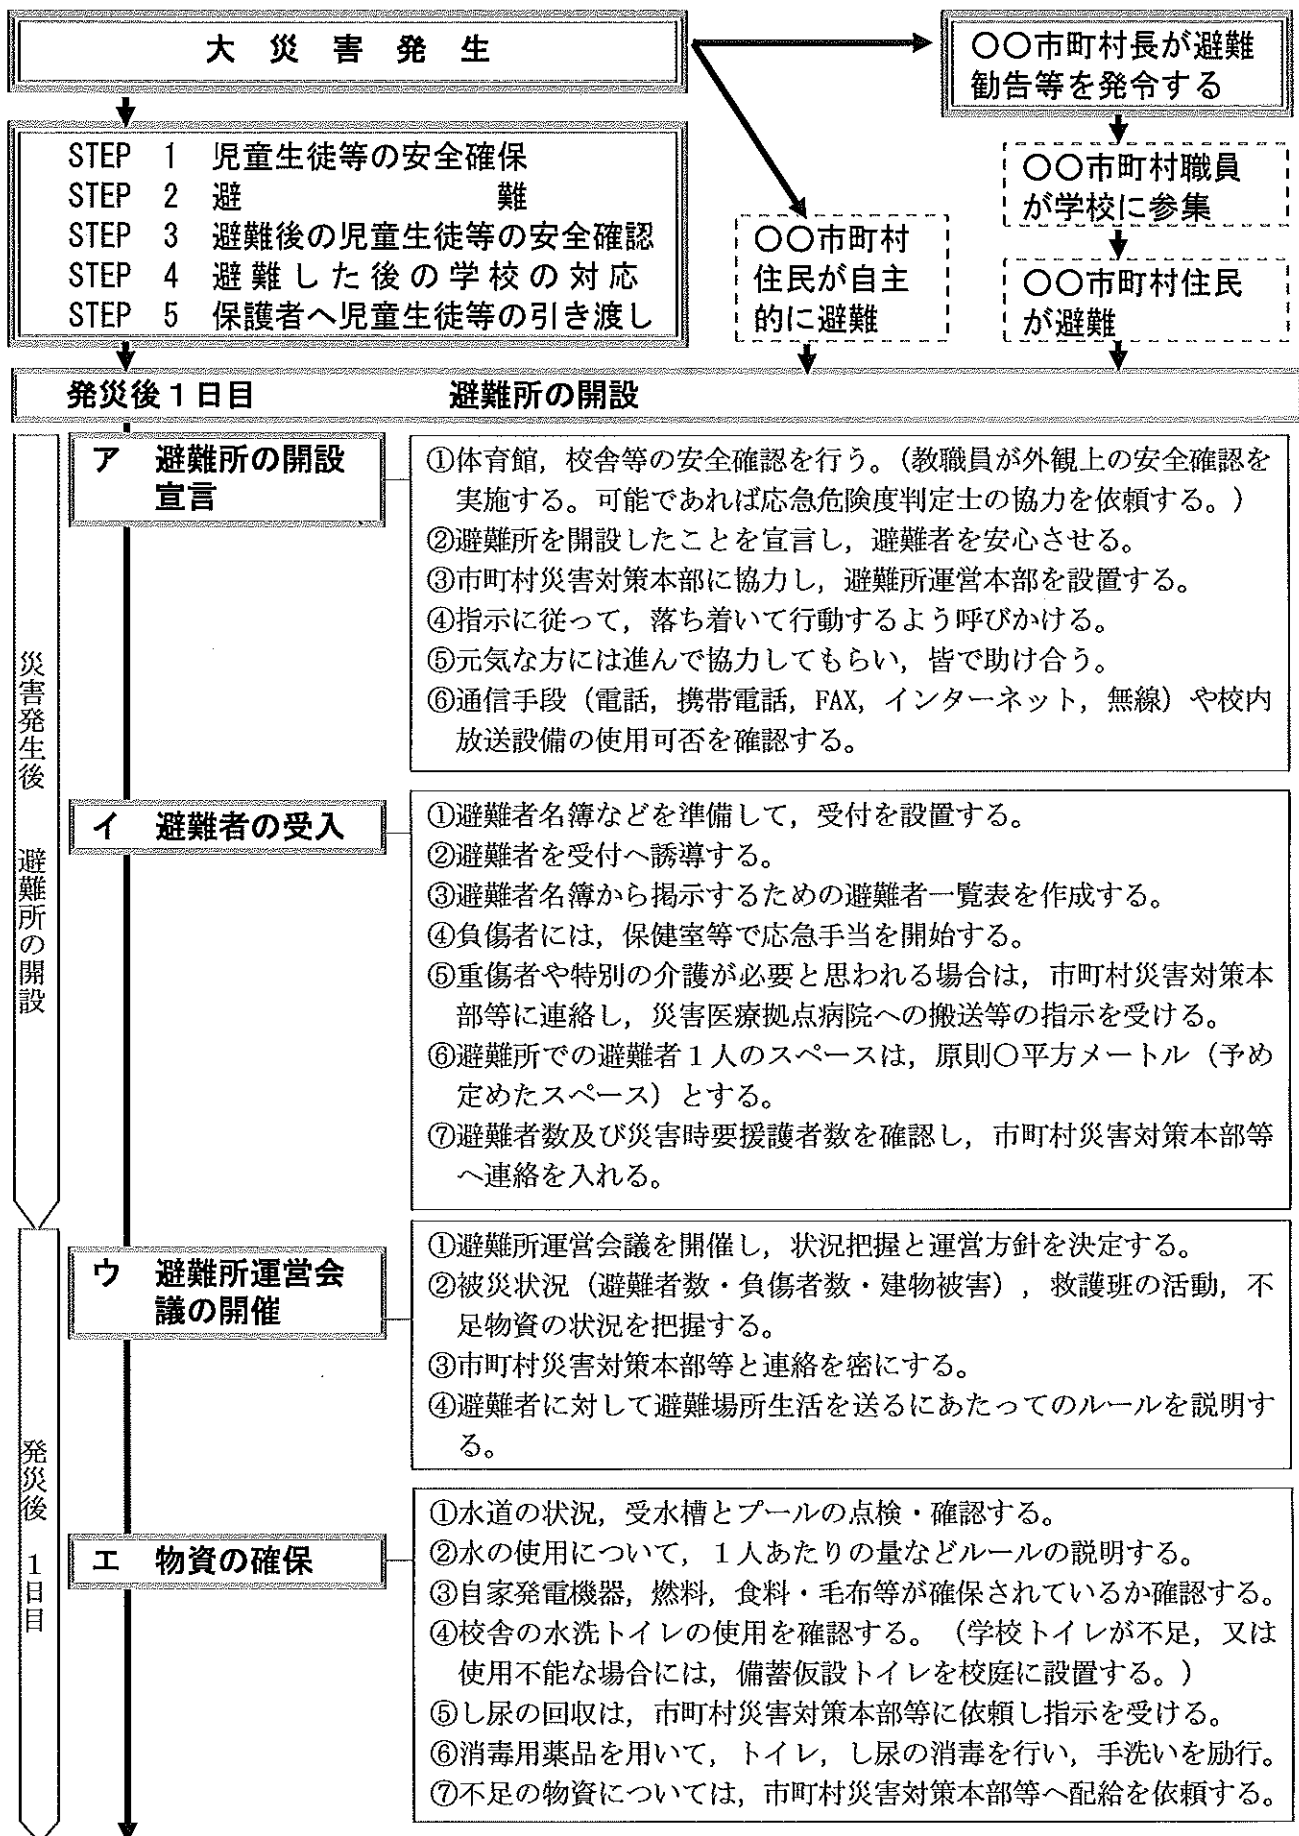 大災害発生
〇〇市町村長が避難
勧告等を発令する
STEP 1 児童生徒等の安全確保
STEP 2 避難
STEP 3 避難後の児童生徒等の安全確認
STEP 4 避難した後の学校の対応
STEP 5 保護者へ児童生徒等の引き渡し
〇〇市町村
住民が自主
的に避難
〇〇市町村職員
が学校に参集
〇〇市町村住民
が避難
発災後1日目 避難所の開設
災害発生後 避難所の開設
ア 避難所の開設
宣言
①体育館，校舎等の安全確認を行う。(教職員が外観上の安全確認を
実施する。可能であれば応急危険度判定士の協力を依頼する。)
②避難所を開設したことを宣言し，避難者を安心させる。
③市町村災害対策本部に協力し，避難所運営本部を設置する。
④指示に従って，落ち着いて行動するよう呼びかける。
⑤元気な方には進んで協力してもらい，皆で助け合う。
⑥通信手段（電話，携帯電話，FAX，インターネット，無線）や校内
放送設備の使用可否を確認する。
イ 避難者の受入
①避難者名簿などを準備して，受付を設置する。
②避難者を受付へ誘導する。
③避難者名簿から掲示するための避難者一覧表を作成する。
④負傷者には，保健室等で応急手当を開始する。
⑤重傷者や特別の介護が必要と思われる場合は，市町村災害対策本
部等に連絡し，災害医療拠点病院への搬送等の指示を受ける。
⑥避難所での避難者1人のスペースは，原則〇平方メートル（予め
定めたスペース）とする。
⑦避難者数及び災害時要援護者数を確認し，市町村災害対策本部等
へ連絡を入れる。
発災後 1日目
ウ 避難所運営会
議の開催
①避難所運営会議を開催し，状況把握と運営方針を決定する。
②被災状況（避難者数・負傷者数・建物被害），救護班の活動，不
足物資の状況を把握する。
③市町村災害対策本部等と連絡を密にする。
④避難者に対して避難場所生活を送るにあたってのルールを説明す
る。
エ 物資の確保
①水道の状況，受水槽とプールの点検・確認する。
②水の使用について，1人あたりの量などルールの説明する。
③自家発電機器，燃料，食料・毛布等が確保されているか確認する。
④校舎の水洗トイレの使用を確認する。（学校トイレが不足，又は
使用不能な場合には，備蓄仮設トイレを校庭に設置する。）
⑤し尿の回収は，市町村災害対策本部等に依頼し指示を受ける。
⑥消毒用薬品を用いて，トイレ，し尿の消毒を行い，手洗いを励行。
⑦不足の物資については，市町村災害対策本部等へ配給を依頼する。